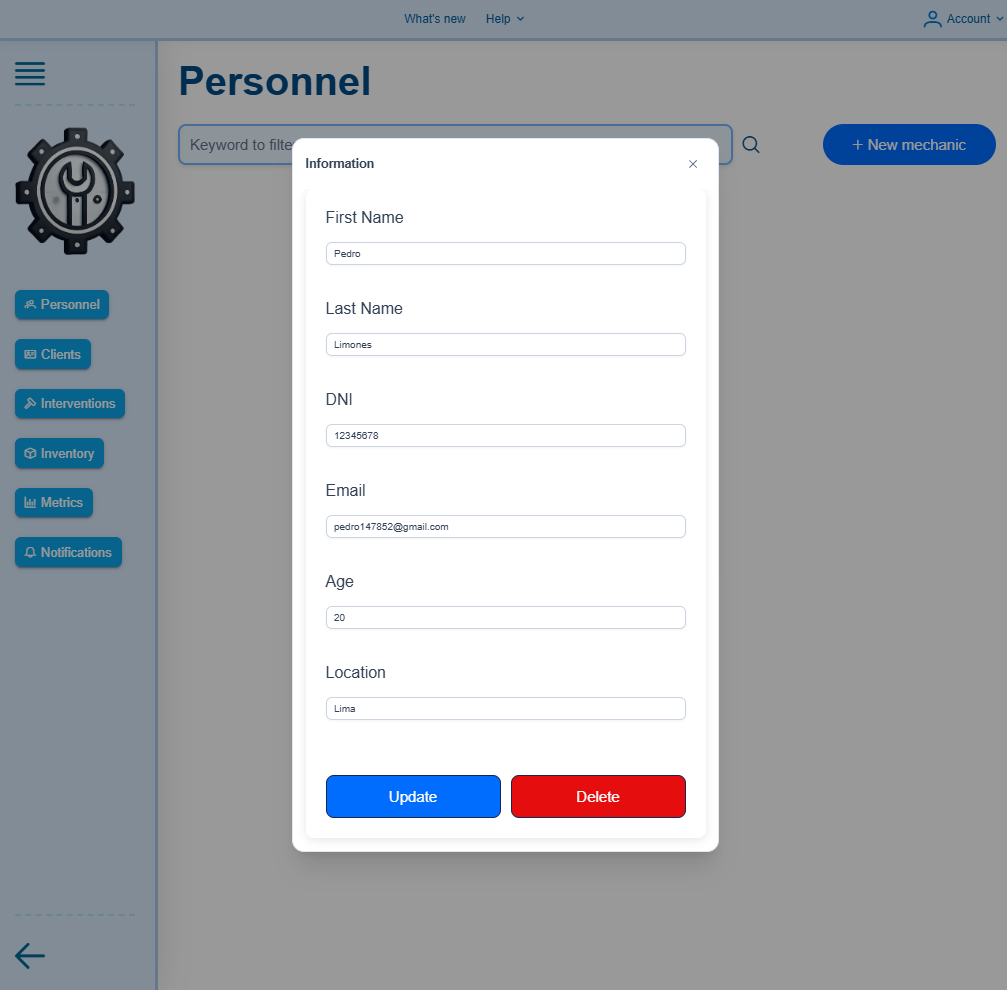 What's new Help Account
Personnel
Keyword to filte
+ New mechanic
Information
First Name
Pedro
Last Name
Limones
DNI
12345678
Email
pedro147852@gmail.com
Age
20
Location
Lima
Update Delete
Personnel
Clients
Interventions
Inventory
Metrics
Notifications